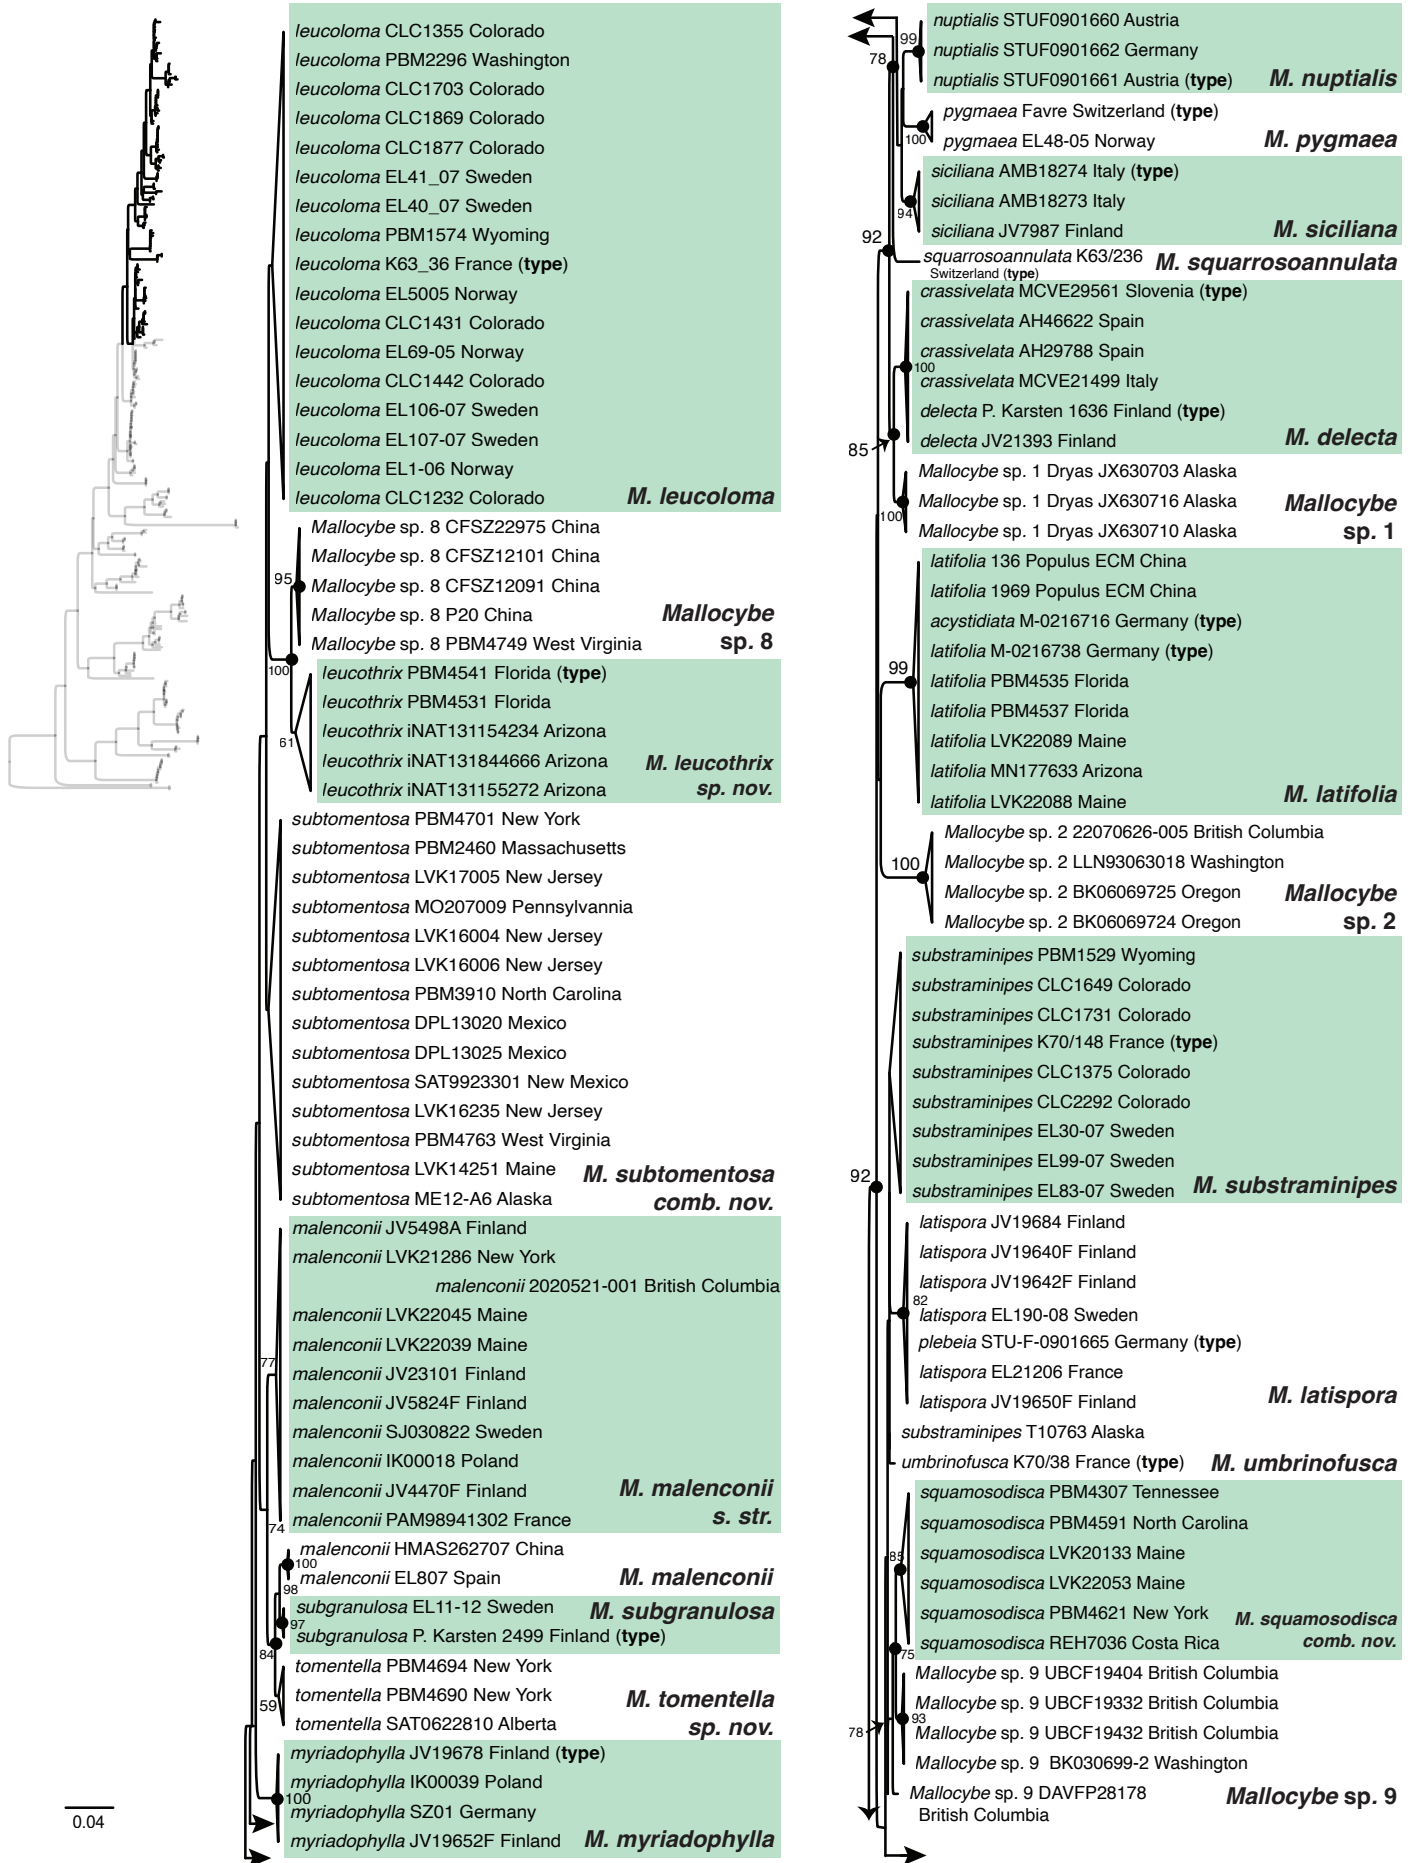 leucoloma CLC1355 Colorado
leucoloma PBM2296 Washington
leucoloma CLC1703 Colorado
leucoloma CLC1869 Colorado
leucoloma CLC1877 Colorado
leucoloma EL41_07 Sweden
leucoloma EL40_07 Sweden
leucoloma PBM1574 Wyoming
leucoloma K63_36 France (type)
leucoloma EL5005 Norway
leucoloma CLC1431 Colorado
leucoloma EL69-05 Norway
leucoloma CLC1442 Colorado
leucoloma EL106-07 Sweden
leucoloma EL107-07 Sweden
leucoloma EL1-06 Norway
leucoloma CLC1232 Colorado
M. leucoloma
Mallocybe sp. 8 CFSZ22975 China
Mallocybe sp. 8 CFSZ12101 China
95
Mallocybe sp. 8 CFSZ12091 China
Mallocybe sp. 8 P20 China
Mallocybe sp. 8 PBM4749 West Virginia
Mallocybe
sp. 8
100
leucothrix PBM4541 Florida (type)
leucothrix PBM4531 Florida
leucothrix iNAT131154234 Arizona
61
leucothrix iNAT131844666 Arizona
leucothrix iNAT131155272 Arizona
M. leucothrix
sp. nov.
subtomentosa PBM4701 New York
subtomentosa PBM2460 Massachusetts
subtomentosa LVK17005 New Jersey
subtomentosa MO207009 Pennsylvannia
subtomentosa LVK16004 New Jersey
subtomentosa LVK16006 New Jersey
subtomentosa PBM3910 North Carolina
subtomentosa DPL13020 Mexico
subtomentosa DPL13025 Mexico
subtomentosa SAT9923301 New Mexico
subtomentosa LVK16235 New Jersey
subtomentosa PBM4763 West Virginia
subtomentosa LVK14251 Maine
subtomentosa ME12-A6 Alaska
M. subtomentosa
comb. nov.
malenconii JV5498A Finland
malenconii LVK21286 New York
malenconii 2020521-001 British Columbia
malenconii LVK22045 Maine
malenconii LVK22039 Maine
77
malenconii JV23101 Finland
malenconii JV5824F Finland
malenconii SJ030822 Sweden
malenconii IK00018 Poland
malenconii JV4470F Finland
malenconii PAM98941302 France
M. malenconii
s. str.
74
malenconii HMAS262707 China
100
malenconii EL807 Spain
M. malenconii
98
subgranulosa EL11-12 Sweden
97
subgranulosa P. Karsten 2499 Finland (type)
M. subgranulosa
84
tomentella PBM4694 New York
tomentella PBM4690 New York
59
tomentella SAT0622810 Alberta
M. tomentella
sp. nov.
myriadophylla JV19678 Finland (type)
myriadophylla IK00039 Poland
100
myriadophylla SZ01 Germany
myriadophylla JV19652F Finland
M. myriadophylla
0.04
nuptialis STUF0901660 Austria
99
nuptialis STUF0901662 Germany
78
nuptialis STUF0901661 Austria (type)
M. nuptialis
pygmaea Favre Switzerland (type)
100
pygmaea EL48-05 Norway
M. pygmaea
siciliana AMB18274 Italy (type)
siciliana AMB18273 Italy
94
siciliana JV7987 Finland
M. siciliana
92
squarrosoannulata K63/236
Switzerland (type)
M. squarrosoannulata
crassivelata MCVE29561 Slovenia (type)
crassivelata AH46622 Spain
crassivelata AH29788 Spain
100
crassivelata MCVE21499 Italy
delecta P. Karsten 1636 Finland (type)
delecta JV21393 Finland
M. delecta
85
Mallocybe sp. 1 Dryas JX630703 Alaska
Mallocybe sp. 1 Dryas JX630716 Alaska
100
Mallocybe sp. 1 Dryas JX630710 Alaska
Mallocybe
sp. 1
latifolia 136 Populus ECM China
latifolia 1969 Populus ECM China
acystidiata M-0216716 Germany (type)
latifolia M-0216738 Germany (type)
99
latifolia PBM4535 Florida
latifolia PBM4537 Florida
latifolia LVK22089 Maine
latifolia MN177633 Arizona
latifolia LVK22088 Maine
M. latifolia
Mallocybe sp. 2 22070626-005 British Columbia
100
Mallocybe sp. 2 LLN93063018 Washington
Mallocybe sp. 2 BK06069725 Oregon
Mallocybe sp. 2 BK06069724 Oregon
Mallocybe
sp. 2
substraminipes PBM1529 Wyoming
substraminipes CLC1649 Colorado
substraminipes CLC1731 Colorado
substraminipes K70/148 France (type)
substraminipes CLC1375 Colorado
substraminipes CLC2292 Colorado
substraminipes EL30-07 Sweden
substraminipes EL99-07 Sweden
substraminipes EL83-07 Sweden
M. substraminipes
92
latispora JV19684 Finland
latispora JV19640F Finland
latispora JV19642F Finland
82
latispora EL190-08 Sweden
plebeia STU-F-0901665 Germany (type)
latispora EL21206 France
latispora JV19650F Finland
M. latispora
substraminipes T10763 Alaska
umbrinofusca K70/38 France (type)
M. umbrinofusca
squamosodisca PBM4307 Tennessee
squamosodisca PBM4591 North Carolina
85
squamosodisca LVK20133 Maine
squamosodisca LVK22053 Maine
squamosodisca PBM4621 New York
squamosodisca REH7036 Costa Rica
M. squamosodisca
comb. nov.
75
Mallocybe sp. 9 UBCF19404 British Columbia
Mallocybe sp. 9 UBCF19332 British Columbia
93
Mallocybe sp. 9 UBCF19432 British Columbia
78
Mallocybe sp. 9 BK030699-2 Washington
Mallocybe sp. 9 DAVFP28178
British Columbia
Mallocybe sp. 9